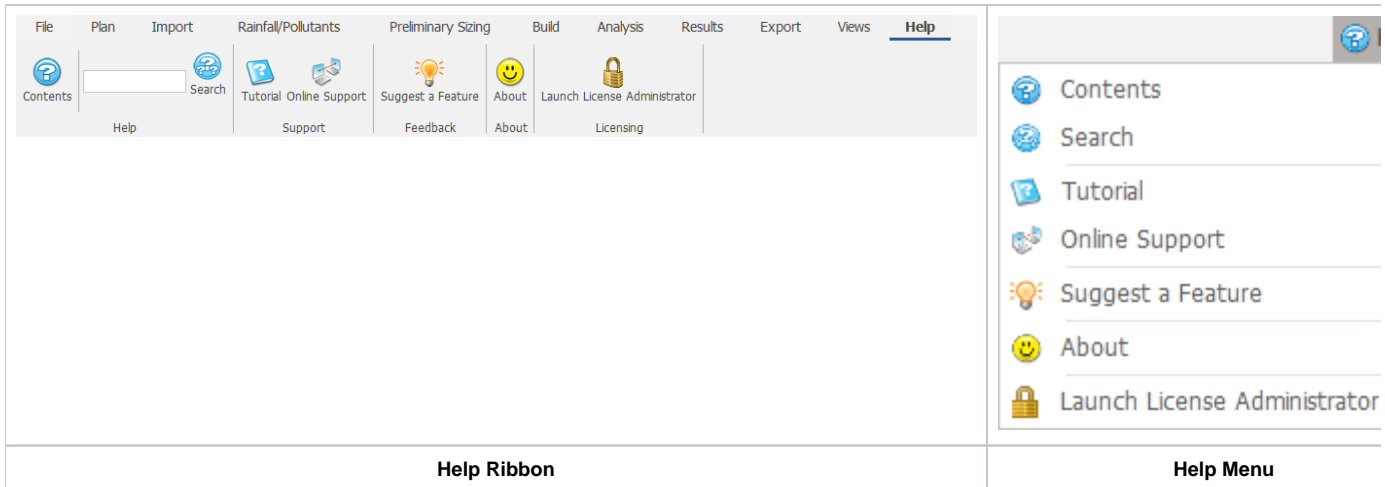 File Plan Import Rainfall/Pollutants Preliminary Sizing Build Analysis Results Export Views Help
Contents Search Tutorial Online Support Suggest a Feature About Launch License Administrator
Help Support Feedback About Licensing
Contents
Search
Tutorial
Online Support
Suggest a Feature
About
Launch License Administrator
Help Ribbon Help Menu